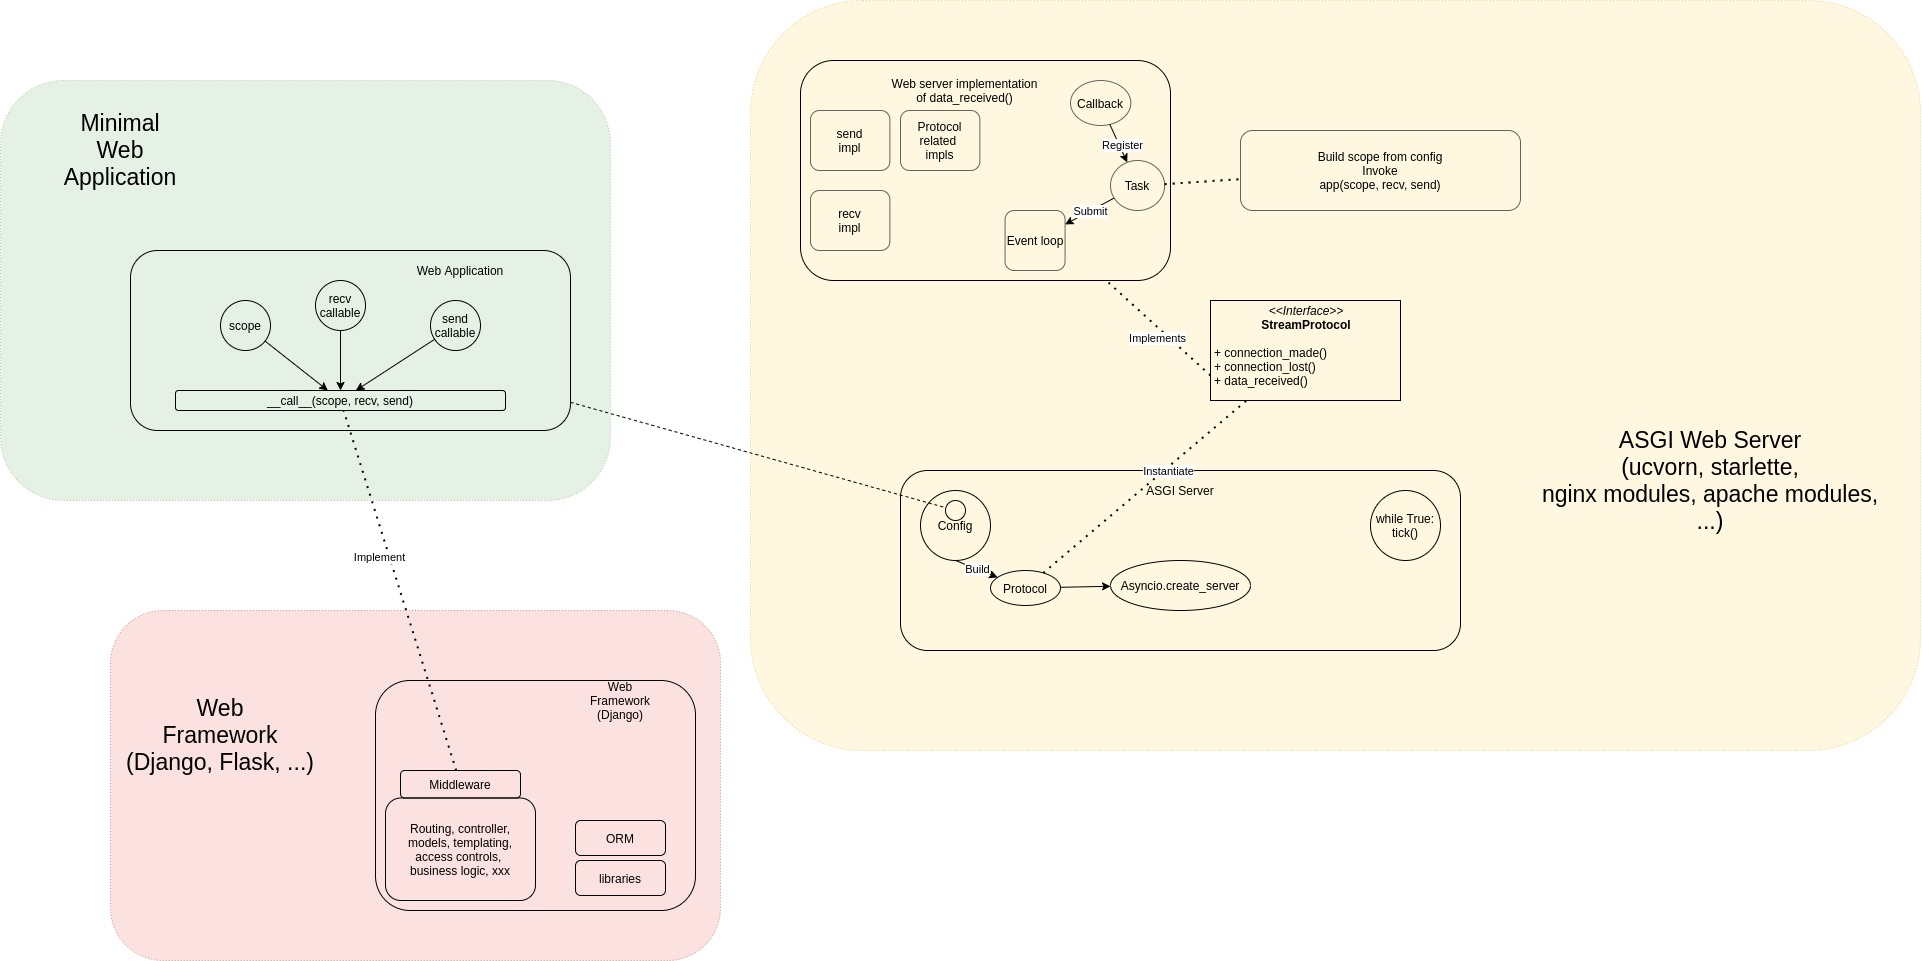 Minimal
Web
Application
Web Application
scope
recv
callable
send
callable
__call__(scope, recv, send)
Implement
Web
Framework
(Django, Flask, ...)
Web
Framework
(Django)
Middleware
Routing, controller,
models, templating,
access controls,
business logic, xxx
ORM
libraries
Web server implementation
of data_received()
send
impl
Protocol
related
impls
recv
impl
Callback
Register
Task
Submit
Event loop
Build scope from config
Invoke
app(scope, recv, send)
Implements
<<Interface>>
StreamProtocol
+ connection_made()
+ connection_lost()
+ data_received()
Instantiate
ASGI Server
Config
Build
Protocol
Asyncio.create_server
while True:
tick()
ASGI Web Server
(ucvorn, starlette,
nginx modules, apache modules,
...)